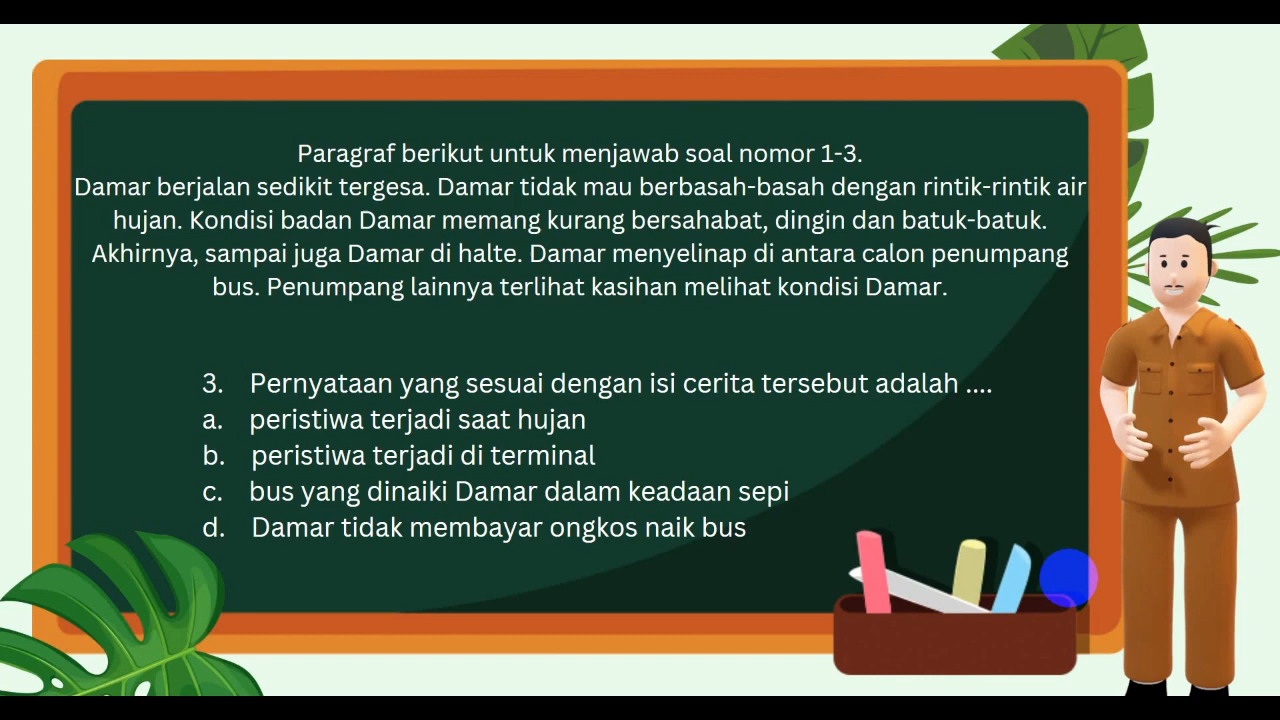 Paragraf berikut untuk menjawab soal nomor 1-3.
Damar berjalan sedikit tergesa. Damar tidak mau berbasah-basah dengan rintik-rintik air
hujan. Kondisi badan Damar memang kurang bersahabat, dingin dan batuk-batuk.
Akhirnya, sampai juga Damar di halte. Damar menyelinap di antara calon penumpang
bus. Penumpang lainnya terlihat kasihan melihat kondisi Damar.
3. Pernyataan yang sesuai dengan isi cerita tersebut adalah ....
a. peristiwa terjadi saat hujan
b. peristiwa terjadi di terminal
c. bus yang dinaiki Damar dalam keadaan sepi
d. Damar tidak membayar ongkos naik bus